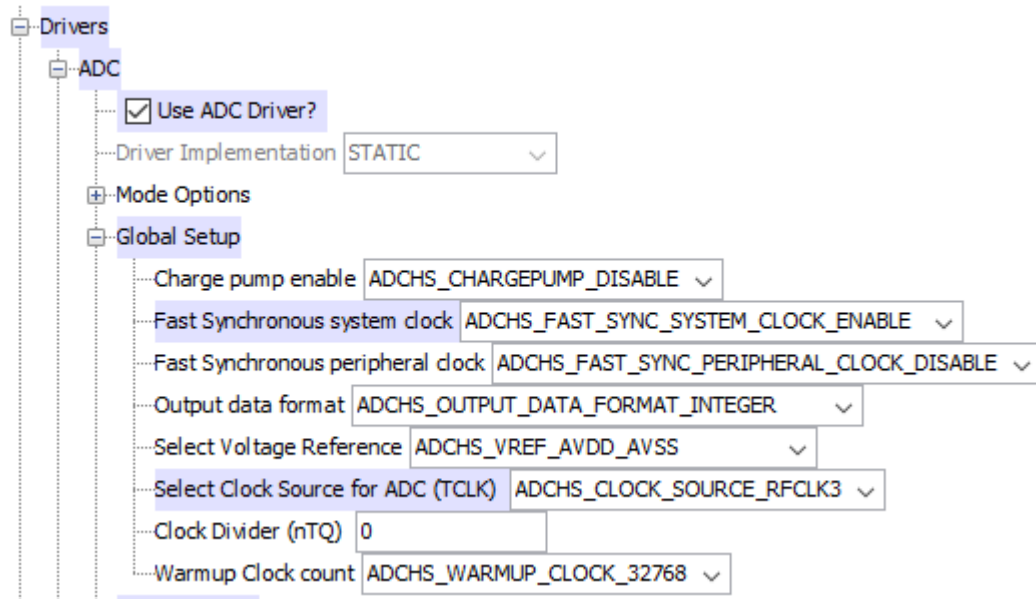 Drivers
ADC
Use ADC Driver?
Driver Implementation STATIC
Mode Options
Global Setup
Charge pump enable ADCHS_CHARGEPUMP_DISABLE
Fast Synchronous system clock ADCHS_FAST_SYNC_SYSTEM_CLOCK_ENABLE
Fast Synchronous peripheral clock ADCHS_FAST_SYNC_PERIPHERAL_CLOCK_DISABLE
Output data format ADCHS_OUTPUT_DATA_FORMAT_INTEGER
Select Voltage Reference ADCHS_VREF_AVDD_AVSS
Select Clock Source for ADC (TCLK) ADCHS_CLOCK_SOURCE_RFCLK3
Clock Divider (nTQ) 0
Warmup Clock count ADCHS_WARMUP_CLOCK_32768